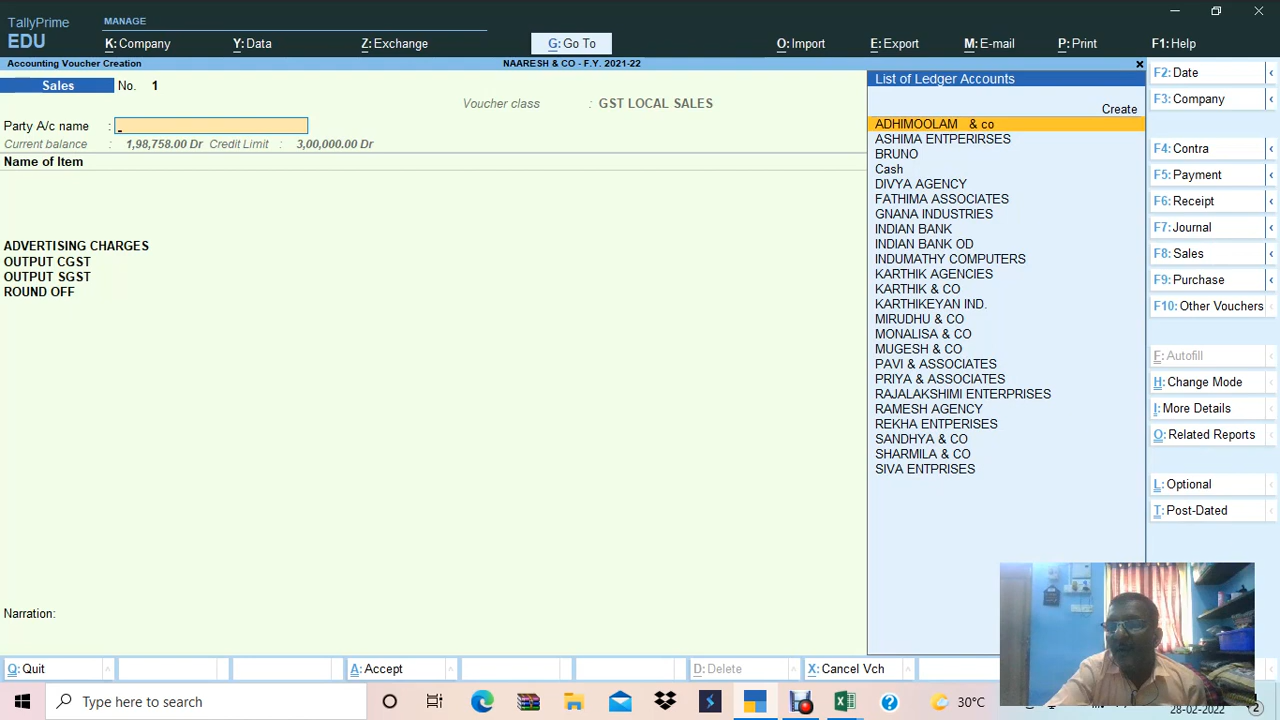 TallyPrime
EDU
MANAGE
K: Company
Y: Data
Z: Exchange
G: Go To
O: Import
E: Export
M: E-mail
P: Print
F1: Help
Accounting Voucher Creation
NAARESH & CO - F.Y. 2021-22
Sales
No. 1
Voucher class : GST LOCAL SALES
Party A/c name :
Current balance : 1,98,758.00 Dr Credit Limit : 3,00,000.00 Dr
Name of Item
ADVERTISING CHARGES
OUTPUT CGST
OUTPUT SGST
ROUND OFF
Narration:
List of Ledger Accounts
Create
ADHIMOOLAM & co
ASHIMA ENTPERIRSES
BRUNO
Cash
DIVYA AGENCY
FATHIMA ASSOCIATES
GNANA INDUSTRIES
INDIAN BANK
INDIAN BANK OD
INDUMATHY COMPUTERS
KARTHIK AGENCIES
KARTHIK & CO
KARTHIKEYAN IND.
MIRUDHU & CO
MONALISA & CO
MUGESH & CO
PAVI & ASSOCIATES
PRIYA & ASSOCIATES
RAJALAKSHIMI ENTERPRISES
RAMESH AGENCY
REKHA ENTPERISES
SANDHYA & CO
SHARMILA & CO
SIVA ENTPRISES
F2: Date
F3: Company
F4: Contra
F5: Payment
F6: Receipt
F7: Journal
F8: Sales
F9: Purchase
F10: Other Vouchers
F: Autofill
H: Change Mode
I: More Details
O: Related Reports
L: Optional
T: Post-Dated
Q: Quit
A: Accept
D: Delete
X: Cancel Vch
Type here to search
30°C
28-02-2022
2